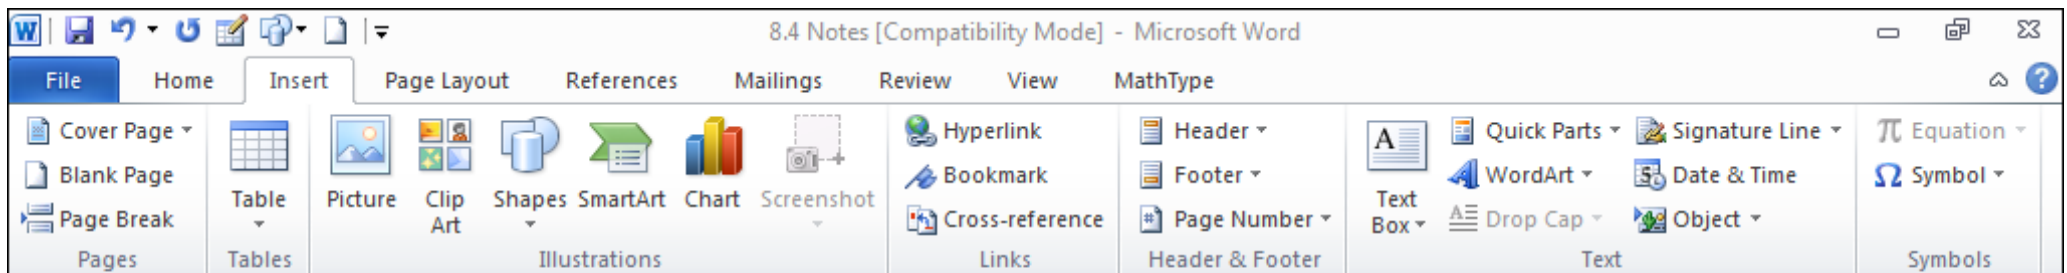 8.4 Notes [Compatibility Mode] - Microsoft Word
File Home Insert Page Layout References Mailings Review View MathType
Cover Page
Blank Page
Page Break
Pages
Table
Tables
Picture
Clip
Art
Shapes
SmartArt
Chart
Screenshot
Illustrations
Hyperlink
Bookmark
Cross-reference
Links
Header
Footer
Page Number
Header & Footer
A
Text
Box
Quick Parts
WordArt
Drop Cap
Signature Line
Date & Time
Object
Text
π Equation
Ω Symbol
Symbols